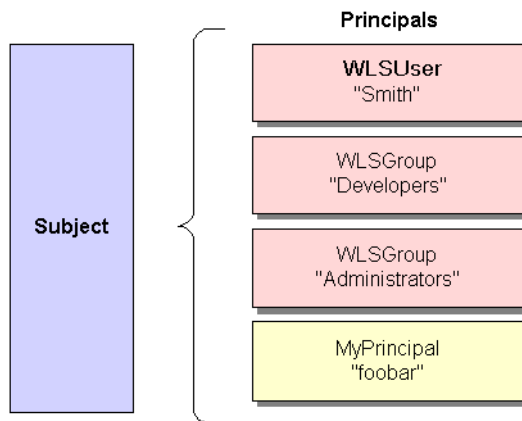 Principals
WLSUser
"Smith"
WLSGroup
"Developers"
Subject
WLSGroup
"Administrators"
MyPrincipal
"foobar"